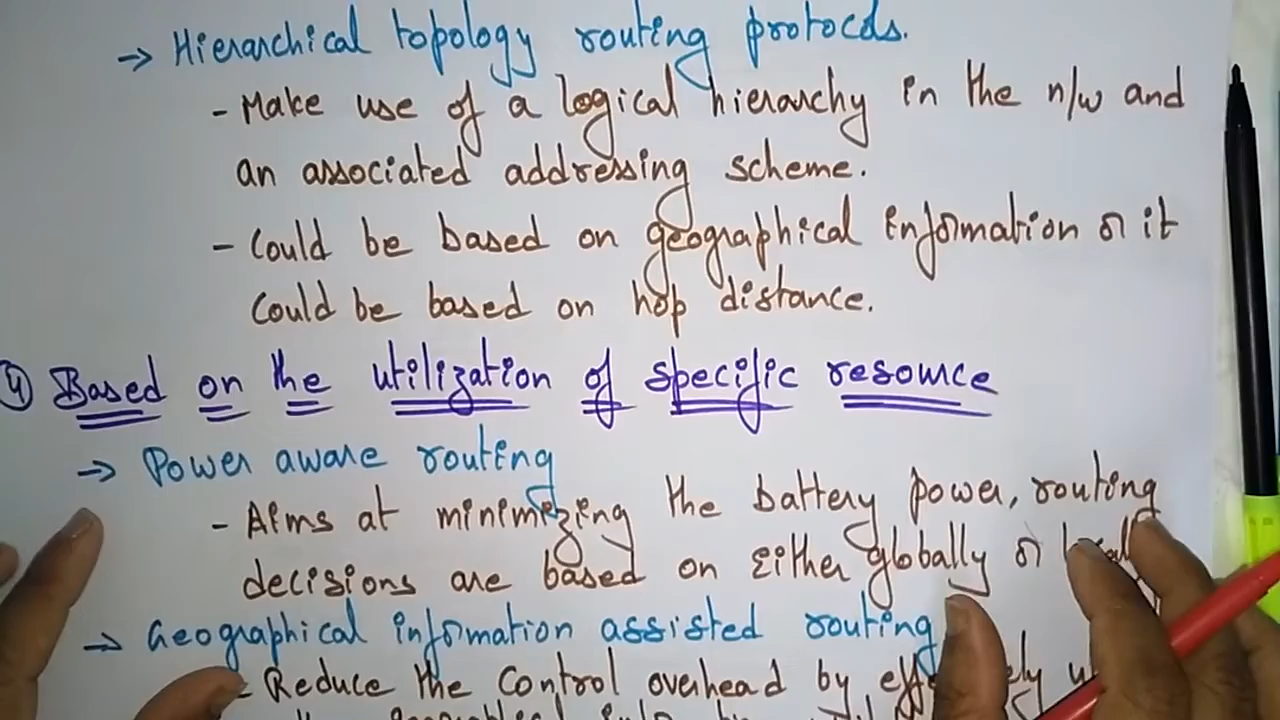 → Hierarchical topology routing protocols.
- Make use of a logical hierarchy in the n/w and
an associated addressing scheme.
- Could be based on geographical information or it
Could be based on hop distance.
4) Based on the utilization of specific resource
→ Power aware routing
- Aims at minimizing the battery power, routing
decisions are based on Either globally or
→ Geographical information assisted routing
- Reduce the control overhead by